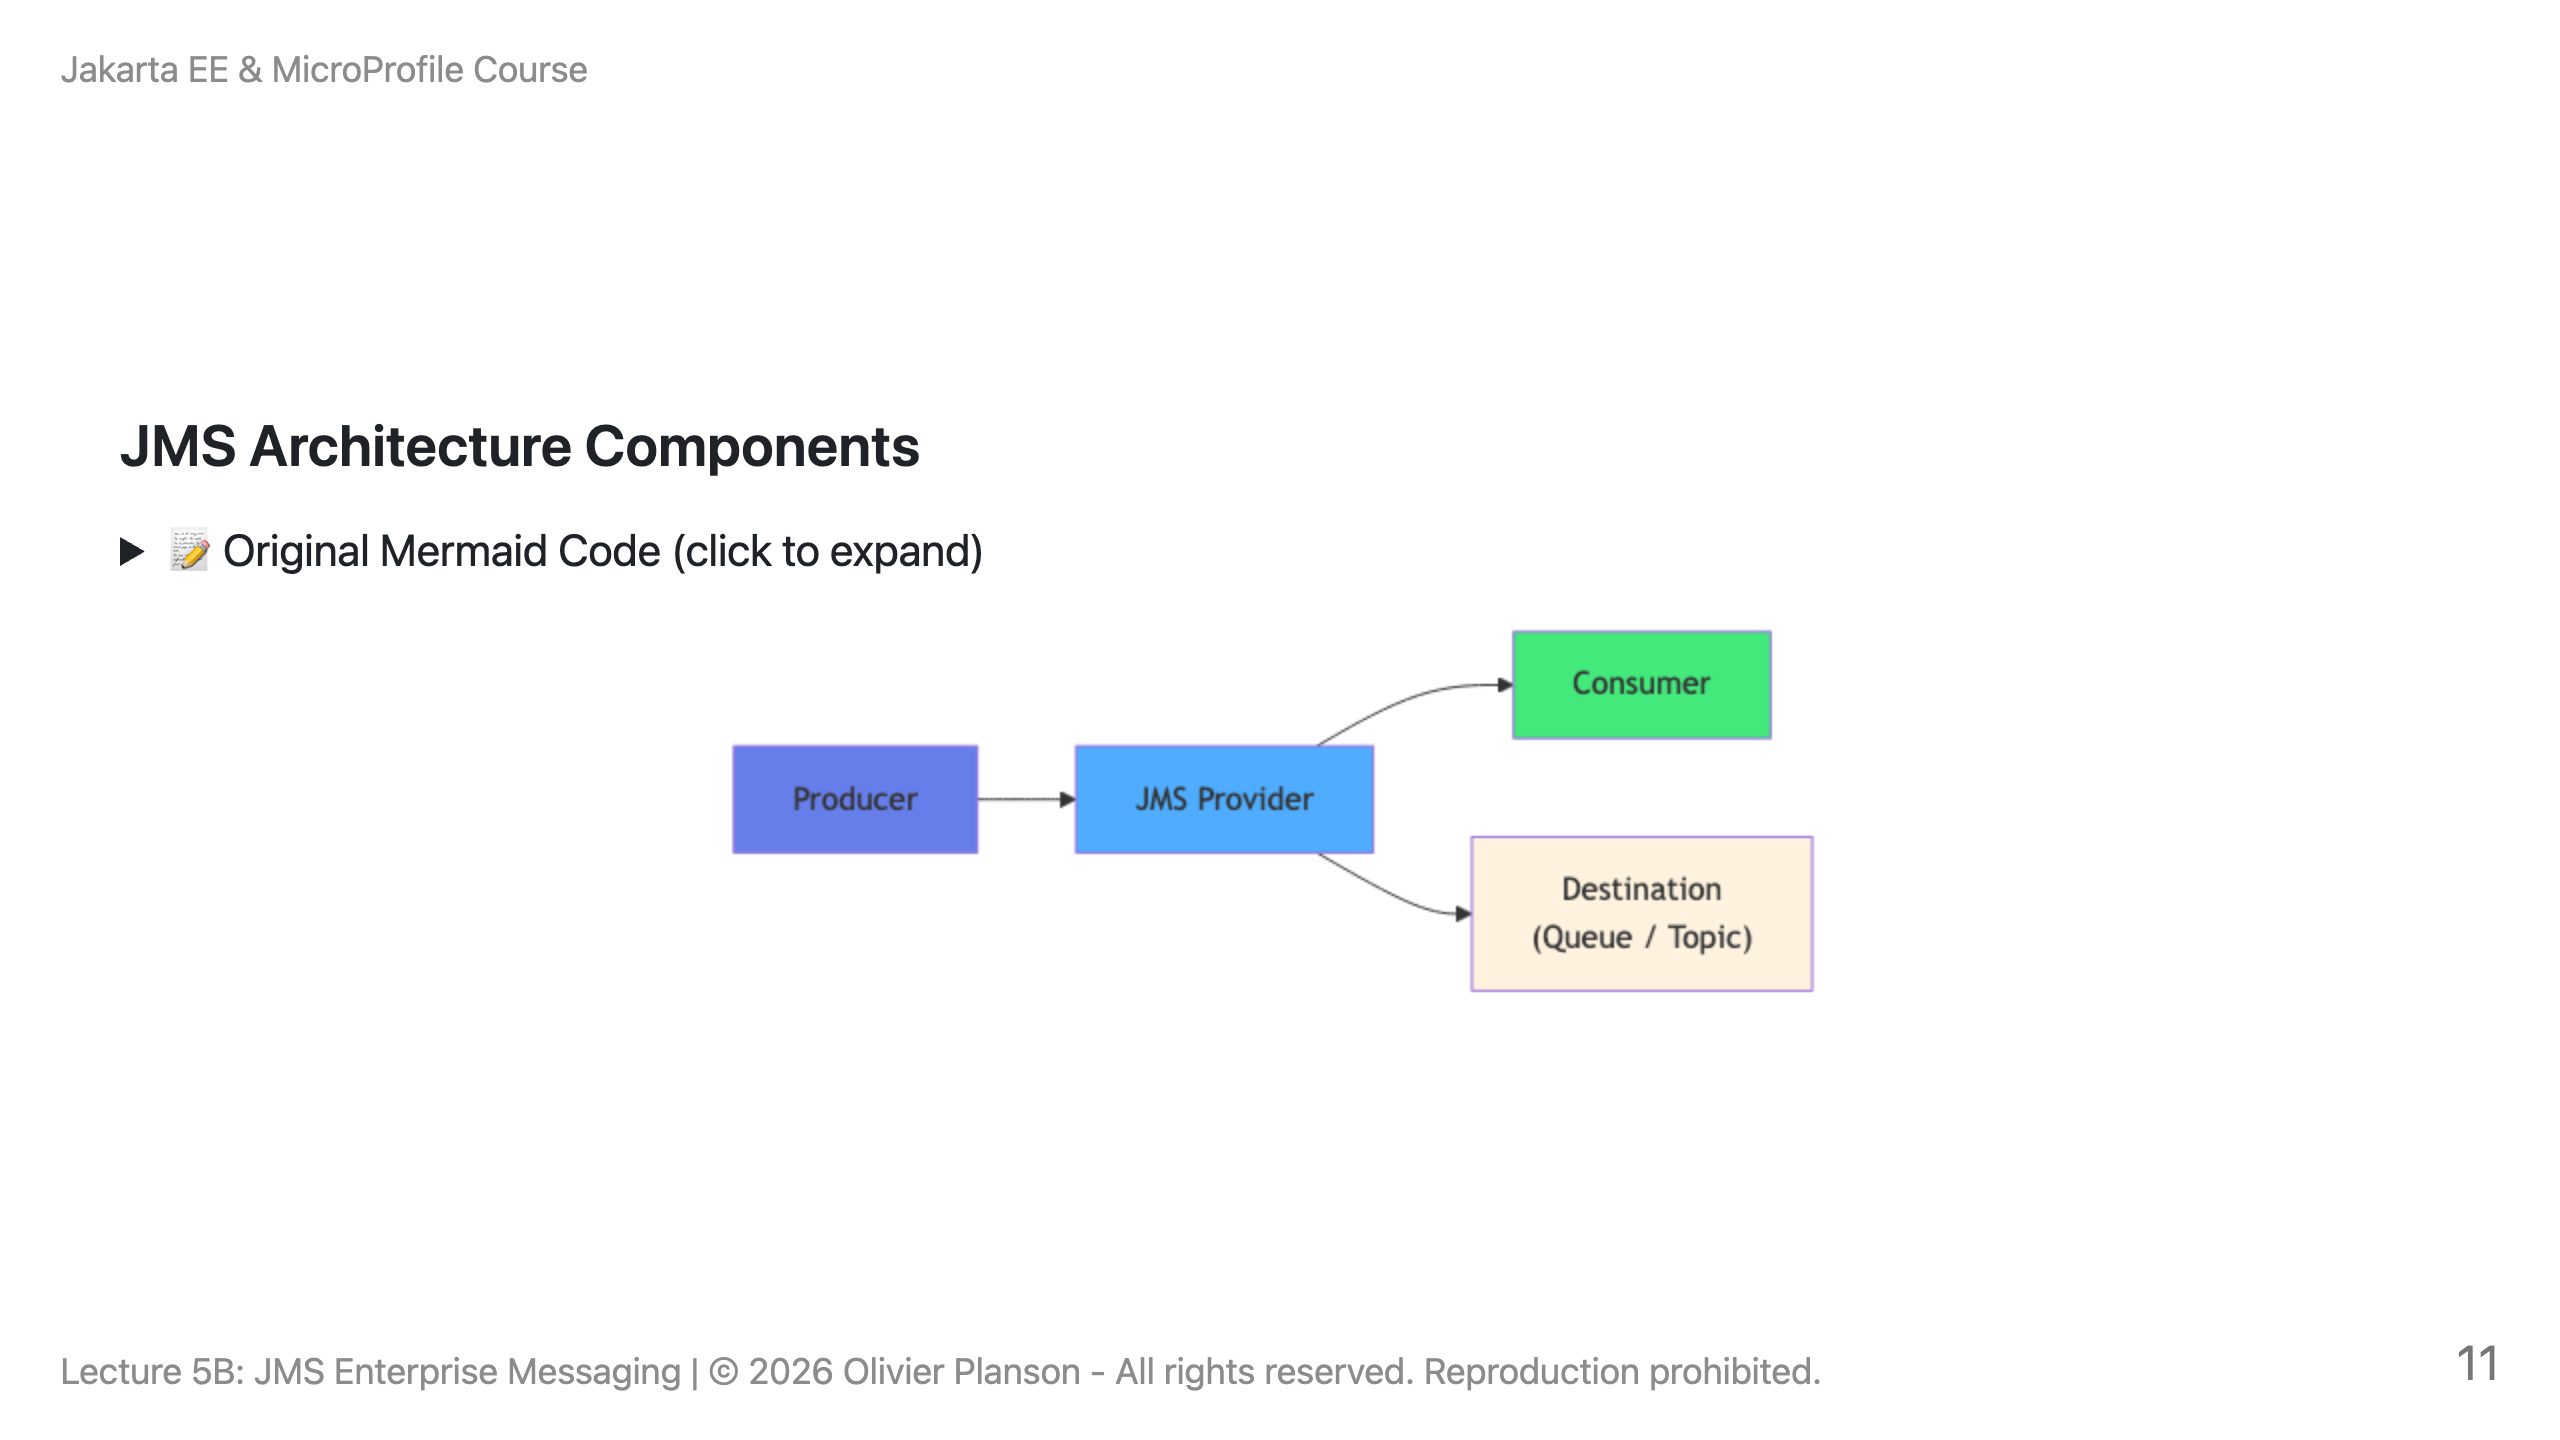 Jakarta EE & MicroProfile Course
JMS Architecture Components
▶ 📝 Original Mermaid Code (click to expand)
Consumer
Producer
JMS Provider
Destination
(Queue / Topic)
Lecture 5B: JMS Enterprise Messaging | © 2026 Olivier Planson - All rights reserved. Reproduction prohibited.
11